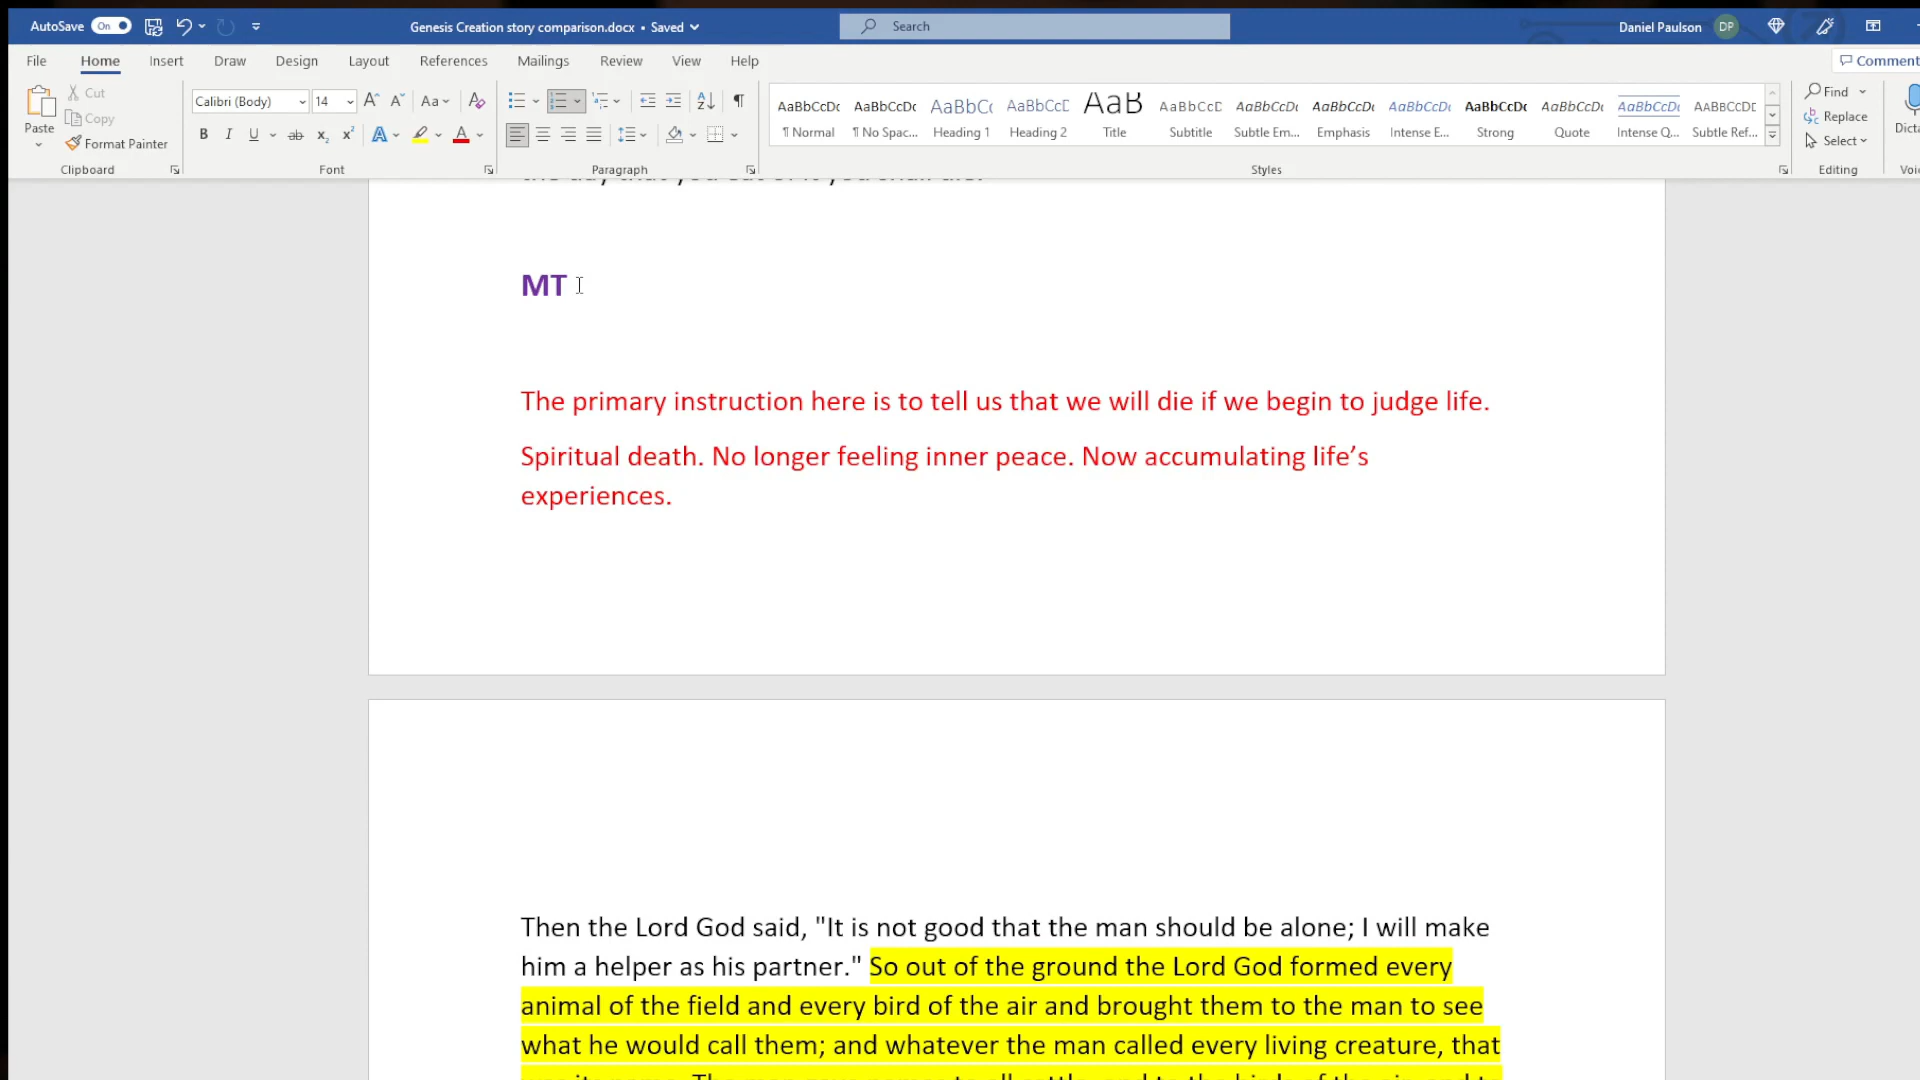 AutoSave On Genesis Creation story comparison.docx • Saved Search Daniel Paulson DP
File Home Insert Draw Design Layout References Mailings Review View Help Comment
Paste Cut Copy Format Painter
Calibri (Body) 14
AaBbCcDc AaBbCcDc AaBbC( AaBbCcD AaB AaBbCcD AaBbCcDc AaBbCcDc AaBbCcDc AaBbCcDc AaBbCcDc AaBbCcDc AABBCCDE
¶ Normal ¶ No Spac... Heading 1 Heading 2 Title Subtitle Subtle Em... Emphasis Intense E... Strong Quote Intense Q... Subtle Ref...
Find Replace Select
Clipboard Font Paragraph Styles Editing
MT
The primary instruction here is to tell us that we will die if we begin to judge life.
Spiritual death. No longer feeling inner peace. Now accumulating life’s
experiences.
Then the Lord God said, "It is not good that the man should be alone; I will make
him a helper as his partner." So out of the ground the Lord God formed every
animal of the field and every bird of the air and brought them to the man to see
what he would call them; and whatever the man called every living creature, that